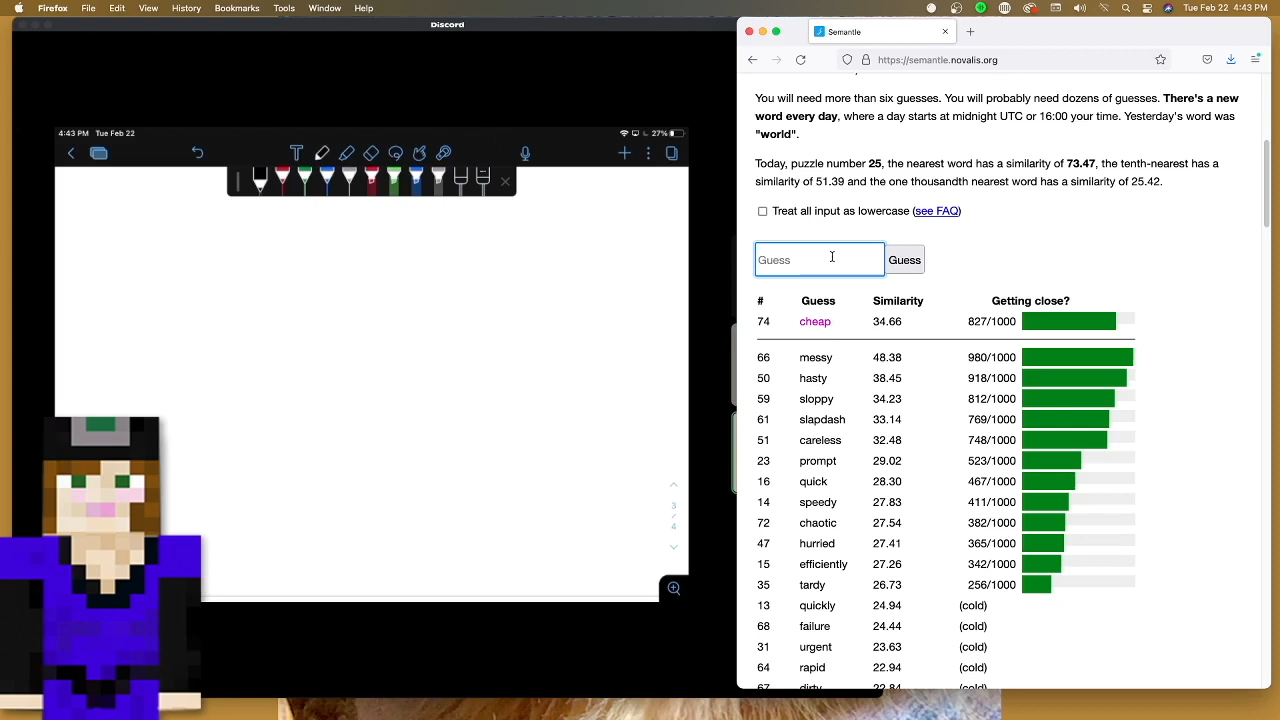 Firefox File Edit View History Bookmarks Tools Window Help Tue Feb 22 4:43 PM
Discord
Semantle
4:43 PM Tue Feb 22 27%
https://semantle.novalis.org
You will need more than six guesses. You will probably need dozens of guesses. There's a new
word every day, where a day starts at midnight UTC or 16:00 your time. Yesterday's word was
"world".
Today, puzzle number 25, the nearest word has a similarity of 73.47, the tenth-nearest has a
similarity of 51.39 and the one thousandth nearest word has a similarity of 25.42.
Treat all input as lowercase (see FAQ)
Guess Guess
# Guess Similarity Getting close?
74 cheap 34.66 827/1000
66 messy 48.38 980/1000
50 hasty 38.45 918/1000
59 sloppy 34.23 812/1000
61 slapdash 33.14 769/1000
51 careless 32.48 748/1000
23 prompt 29.02 523/1000
16 quick 28.30 467/1000
14 speedy 27.83 411/1000
72 chaotic 27.54 382/1000
47 hurried 27.41 365/1000
15 efficiently 27.26 342/1000
35 tardy 26.73 256/1000
13 quickly 24.94 (cold)
68 failure 24.44 (cold)
31 urgent 23.63 (cold)
64 rapid 22.94 (cold)
67 dirty 22.84 (cold)
3
/
4